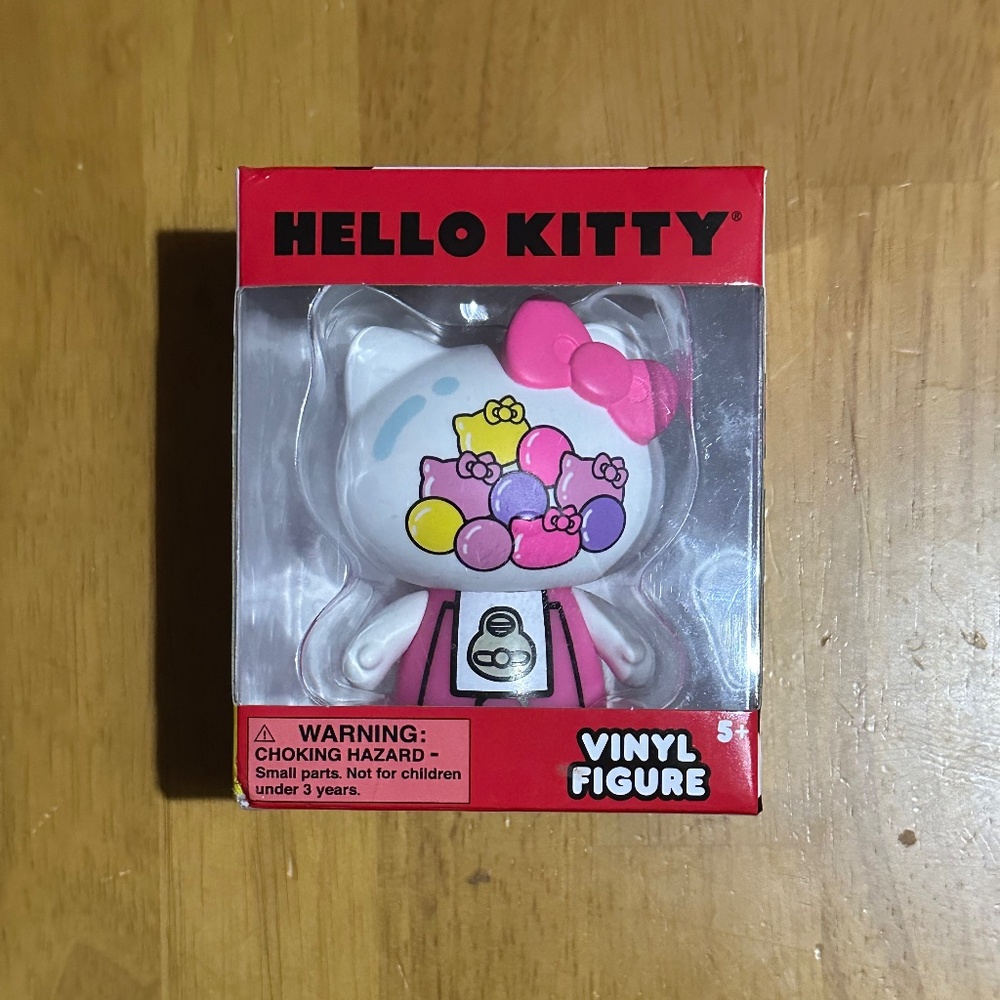 HELLO KITTY®
⚠ WARNING:
CHOKING HAZARD -
Small parts. Not for children
under 3 years.
5+
VINYL
FIGURE